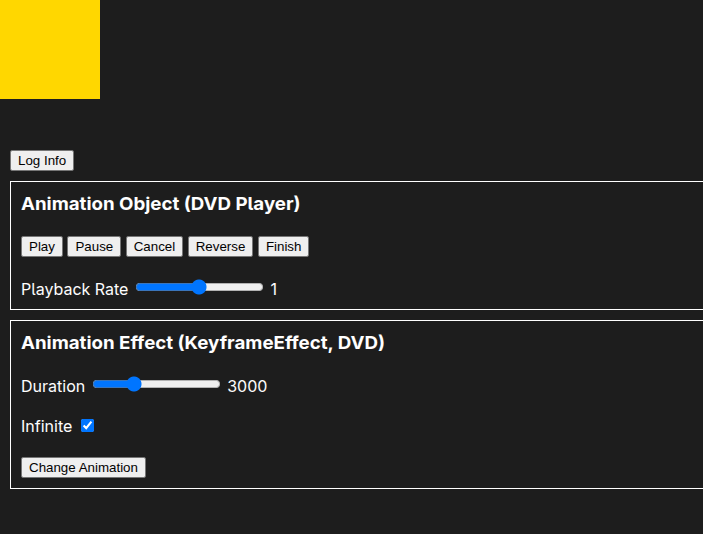 Log Info
Animation Object (DVD Player)
Play Pause Cancel Reverse Finish
Playback Rate 1
Animation Effect (KeyframeEffect, DVD)
Duration 3000
Infinite
Change Animation